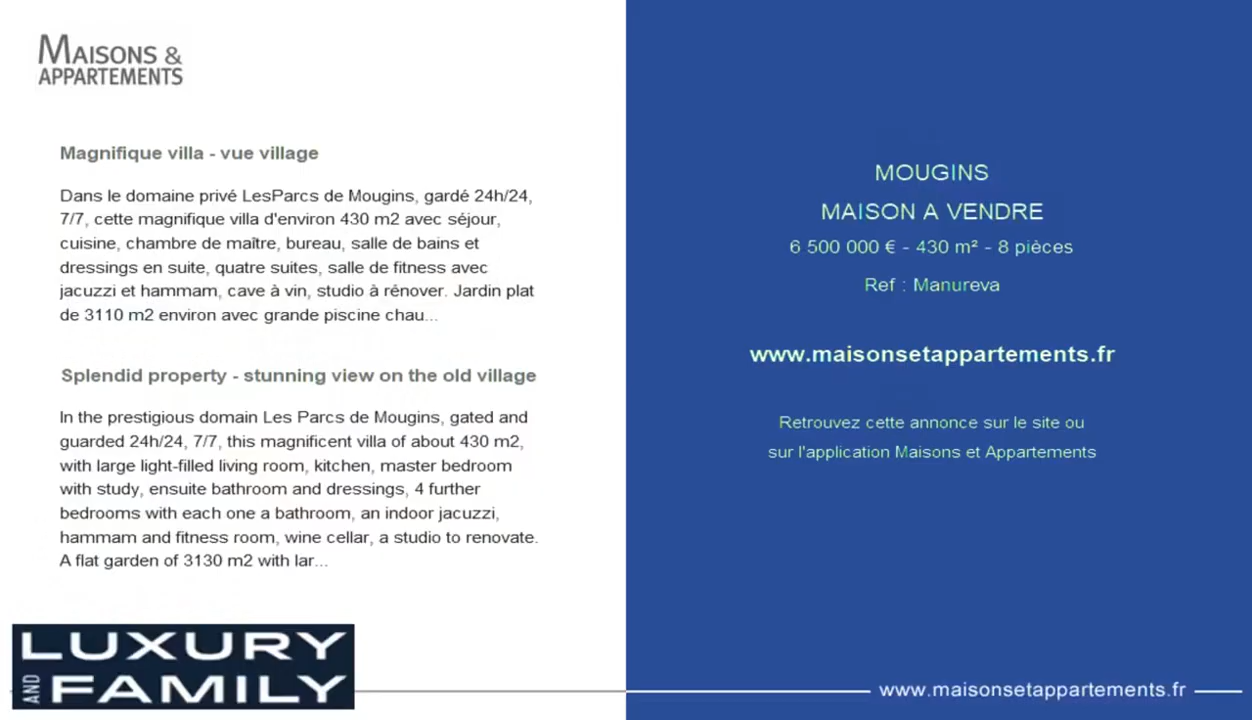 MAISONS &
APPARTEMENTS
Magnifique villa - vue village
Dans le domaine privé LesParcs de Mougins, gardé 24h/24,
7/7, cette magnifique villa d'environ 430 m2 avec séjour,
cuisine, chambre de maître, bureau, salle de bains et
dressings en suite, quatre suites, salle de fitness avec
jacuzzi et hammam, cave à vin, studio à rénover. Jardin plat
de 3110 m2 environ avec grande piscine chau...
Splendid property - stunning view on the old village
In the prestigious domain Les Parcs de Mougins, gated and
guarded 24h/24, 7/7, this magnificent villa of about 430 m2,
with large light-filled living room, kitchen, master bedroom
with study, ensuite bathroom and dressings, 4 further
bedrooms with each one a bathroom, an indoor jacuzzi,
hammam and fitness room, wine cellar, a studio to renovate.
A flat garden of 3130 m2 with lar...
LUXURY
AND FAMILY
MOUGINS
MAISON A VENDRE
6 500 000 € - 430 m² - 8 pièces
Ref : Manureva
www.maisonsetappartements.fr
Retrouvez cette annonce sur le site ou
sur l'application Maisons et Appartements
www.maisonsetappartements.fr